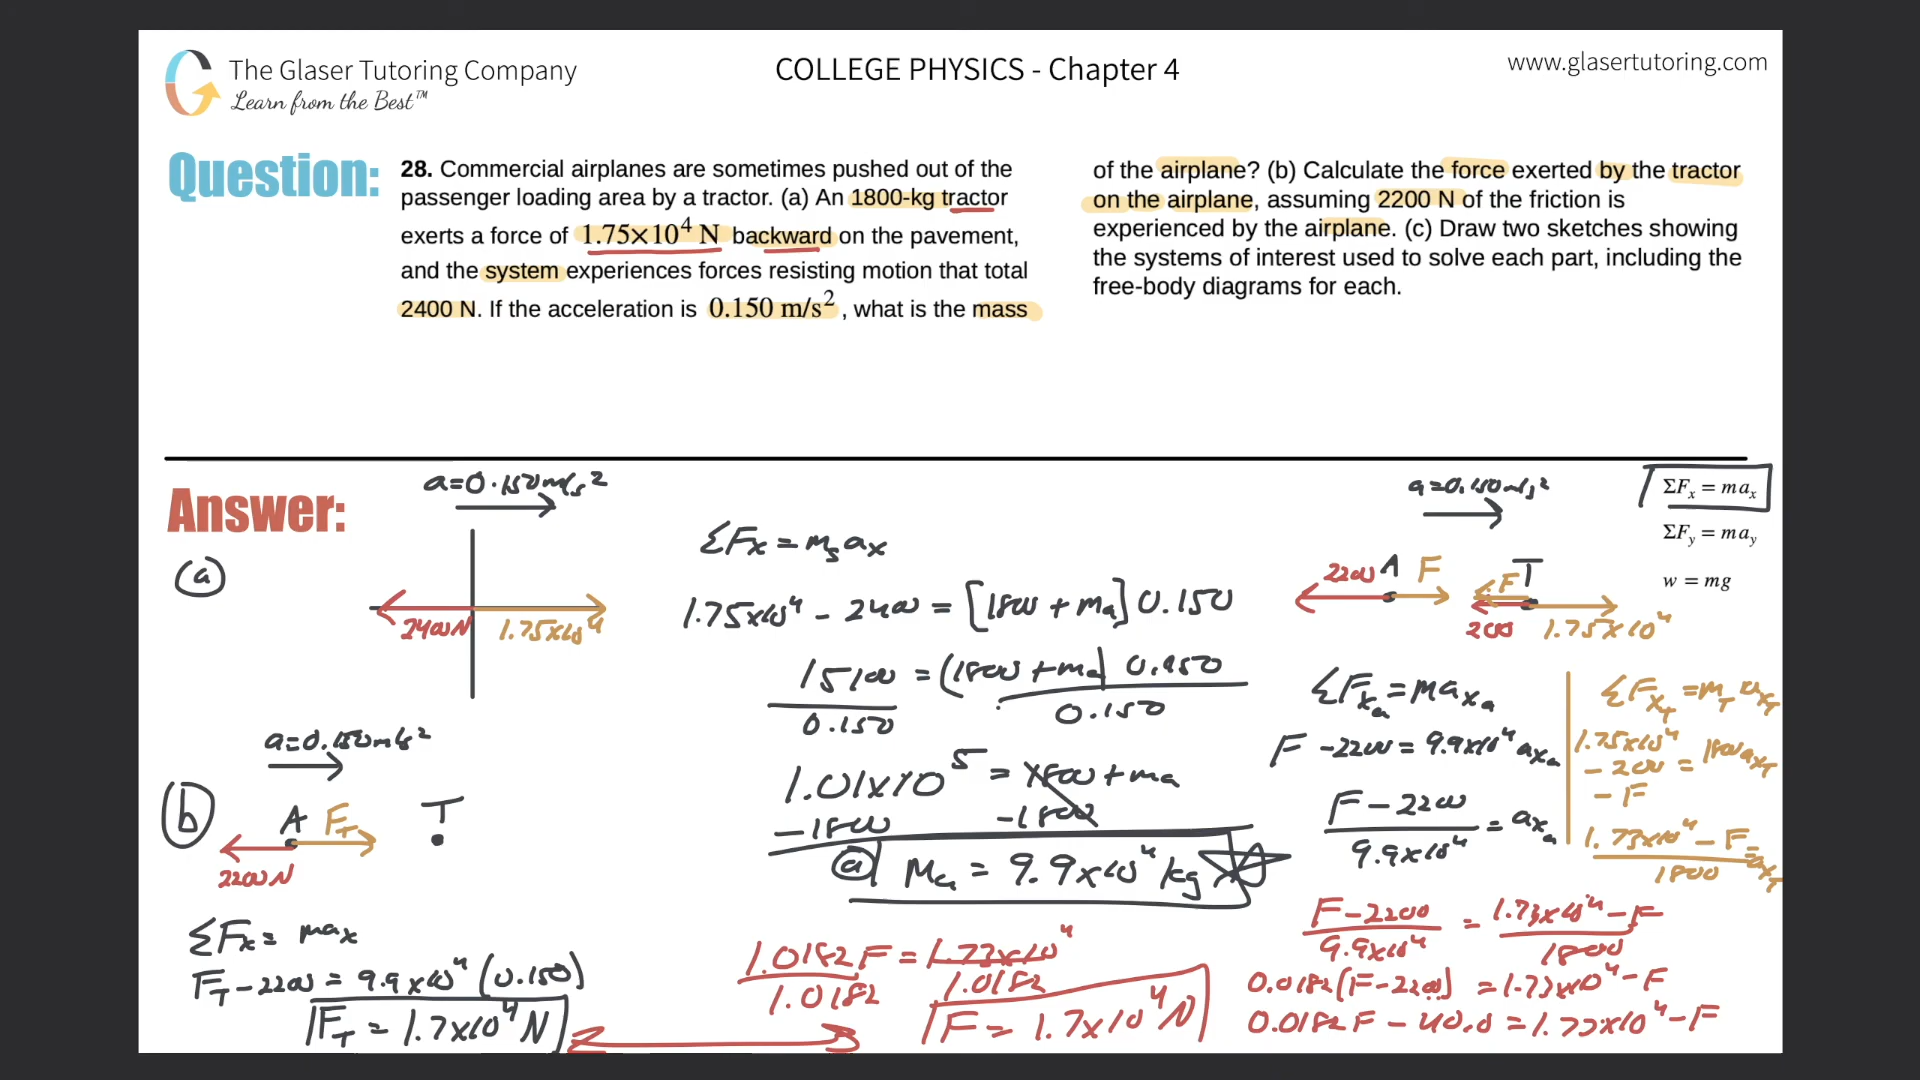 The Glaser Tutoring Company
Learn from the Best™
COLLEGE PHYSICS - Chapter 4
www.glasertutoring.com
Question:
28. Commercial airplanes are sometimes pushed out of the
passenger loading area by a tractor. (a) An 1800-kg tractor
exerts a force of 1.75×10⁴ N backward on the pavement,
and the system experiences forces resisting motion that total
2400 N. If the acceleration is 0.150 m/s², what is the mass
of the airplane? (b) Calculate the force exerted by the tractor
on the airplane, assuming 2200 N of the friction is
experienced by the airplane. (c) Draw two sketches showing
the systems of interest used to solve each part, including the
free-body diagrams for each.
Answer:
(a)
a=0.150m/s²
2400N
1.75x10⁴
ΣFx = msax
1.75x10⁴ - 2400 = [1800 + ma] 0.150
15100 = (1800 + ma) 0.150
0.150
0.150
1.01x10⁵ = 1800 + ma
-1800
-1800
(a) Ma = 9.9x10⁴ kg
(b)
a=0.150m/s²
A
FT
T
2200N
ΣFx = max
FT - 2200 = 9.9x10⁴ (0.150)
FT = 1.7x10⁴ N
a=0.150m/s²
ΣFx = max
ΣFy = may
w = mg
2200 A F
F T
200 1.75x10⁴
ΣFxa = Maxa
F - 2200 = 9.9x10⁴ axa
F - 2200
9.9x10⁴
= axa
ΣFxT = mT axT
1.75x10⁴
- 200 = 1800axT
- F
1.73x10⁴ - F
1800
= axT
F - 2200
9.9x10⁴
=
1.73x10⁴ - F
1800
0.0182(F-2200) = 1.73x10⁴ - F
0.0182F - 40.0 = 1.73x10⁴ - F
1.0182F = 1.73x10⁴
1.0182
1.0182
F = 1.7x10⁴ N